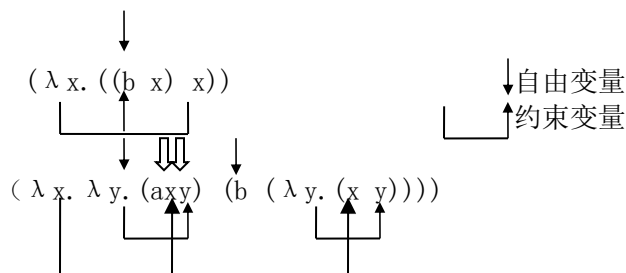 (λx.((b x) x))
自由变量
约束变量
(λx.λy.(axy) (b (λy.(x y))))